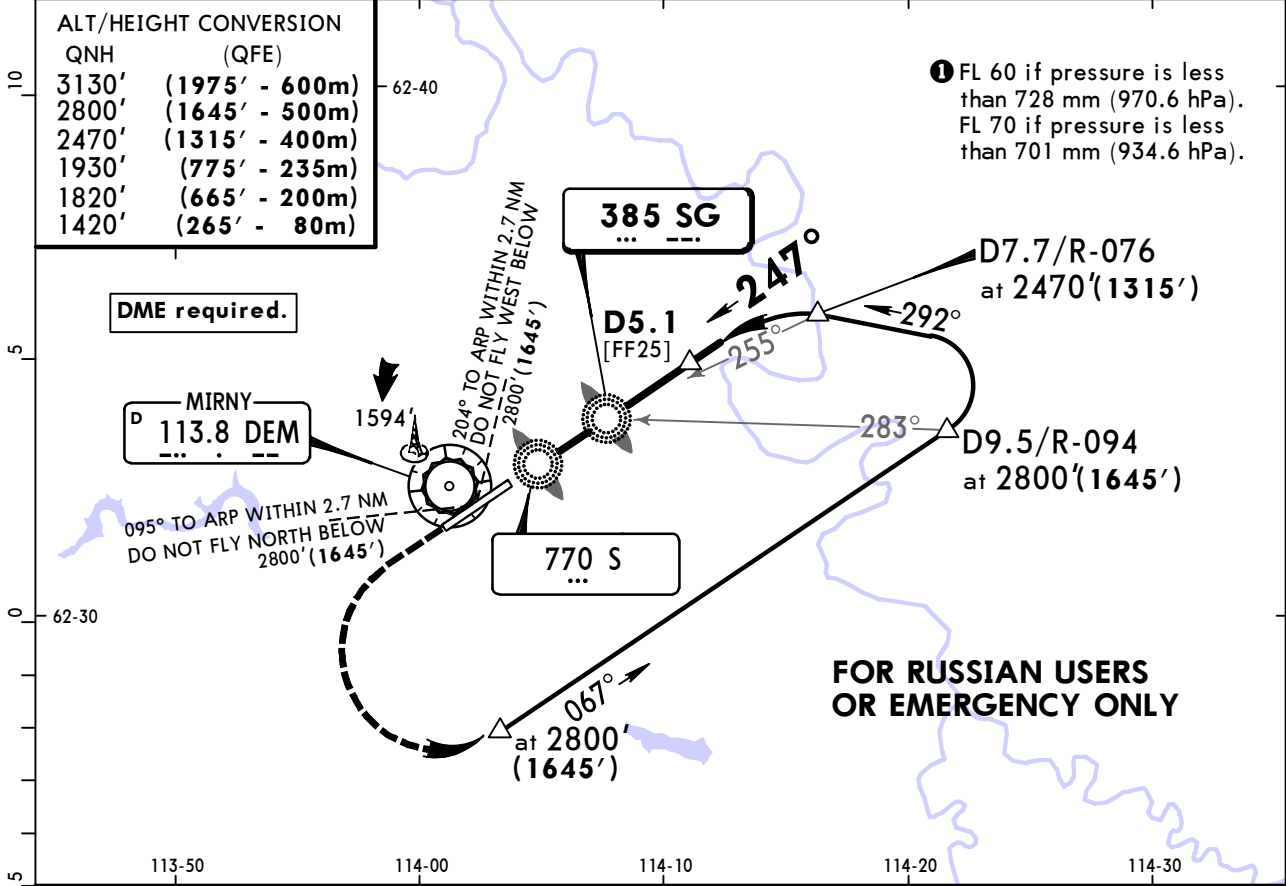 ALT/HEIGHT CONVERSION
QNH (QFE)
3130' (1975' - 600m)
2800' (1645' - 500m)
2470' (1315' - 400m)
1930' (775' - 235m)
1820' (665' - 200m)
1420' (265' - 80m)
10
62-40
❶ FL 60 if pressure is less
than 728 mm (970.6 hPa).
FL 70 if pressure is less
than 701 mm (934.6 hPa).
385 SG
204° TO ARP WITHIN 2.7 NM
DO NOT FLY WEST BELOW
2800'(1645')
247°
D7.7/R-076
at 2470'(1315')
DME required.
D5.1
[FF25]
292°
255°
5
MIRNY
D 113.8 DEM
1594'
283°
D9.5/R-094
at 2800'(1645')
095° TO ARP WITHIN 2.7 NM
DO NOT FLY NORTH BELOW
2800'(1645')
770 S
0
62-30
FOR RUSSIAN USERS
OR EMERGENCY ONLY
067°
at 2800'
(1645')
113-50
114-00
114-10
114-20
114-30
5